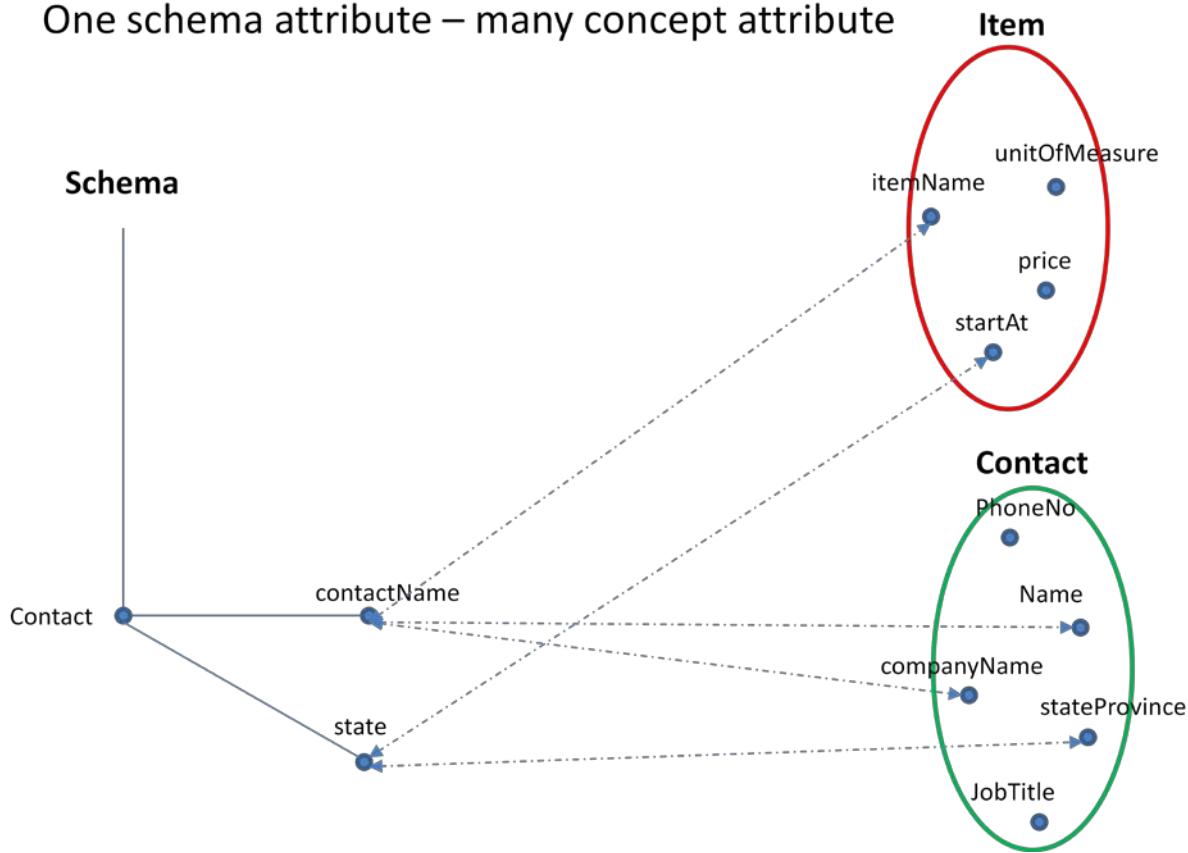 One schema attribute – many concept attribute
Item
Schema
unitOfMeasure
itemName
price
startAt
Contact
PhoneNo
contactName
Name
Contact
companyName
stateProvince
state
JobTitle